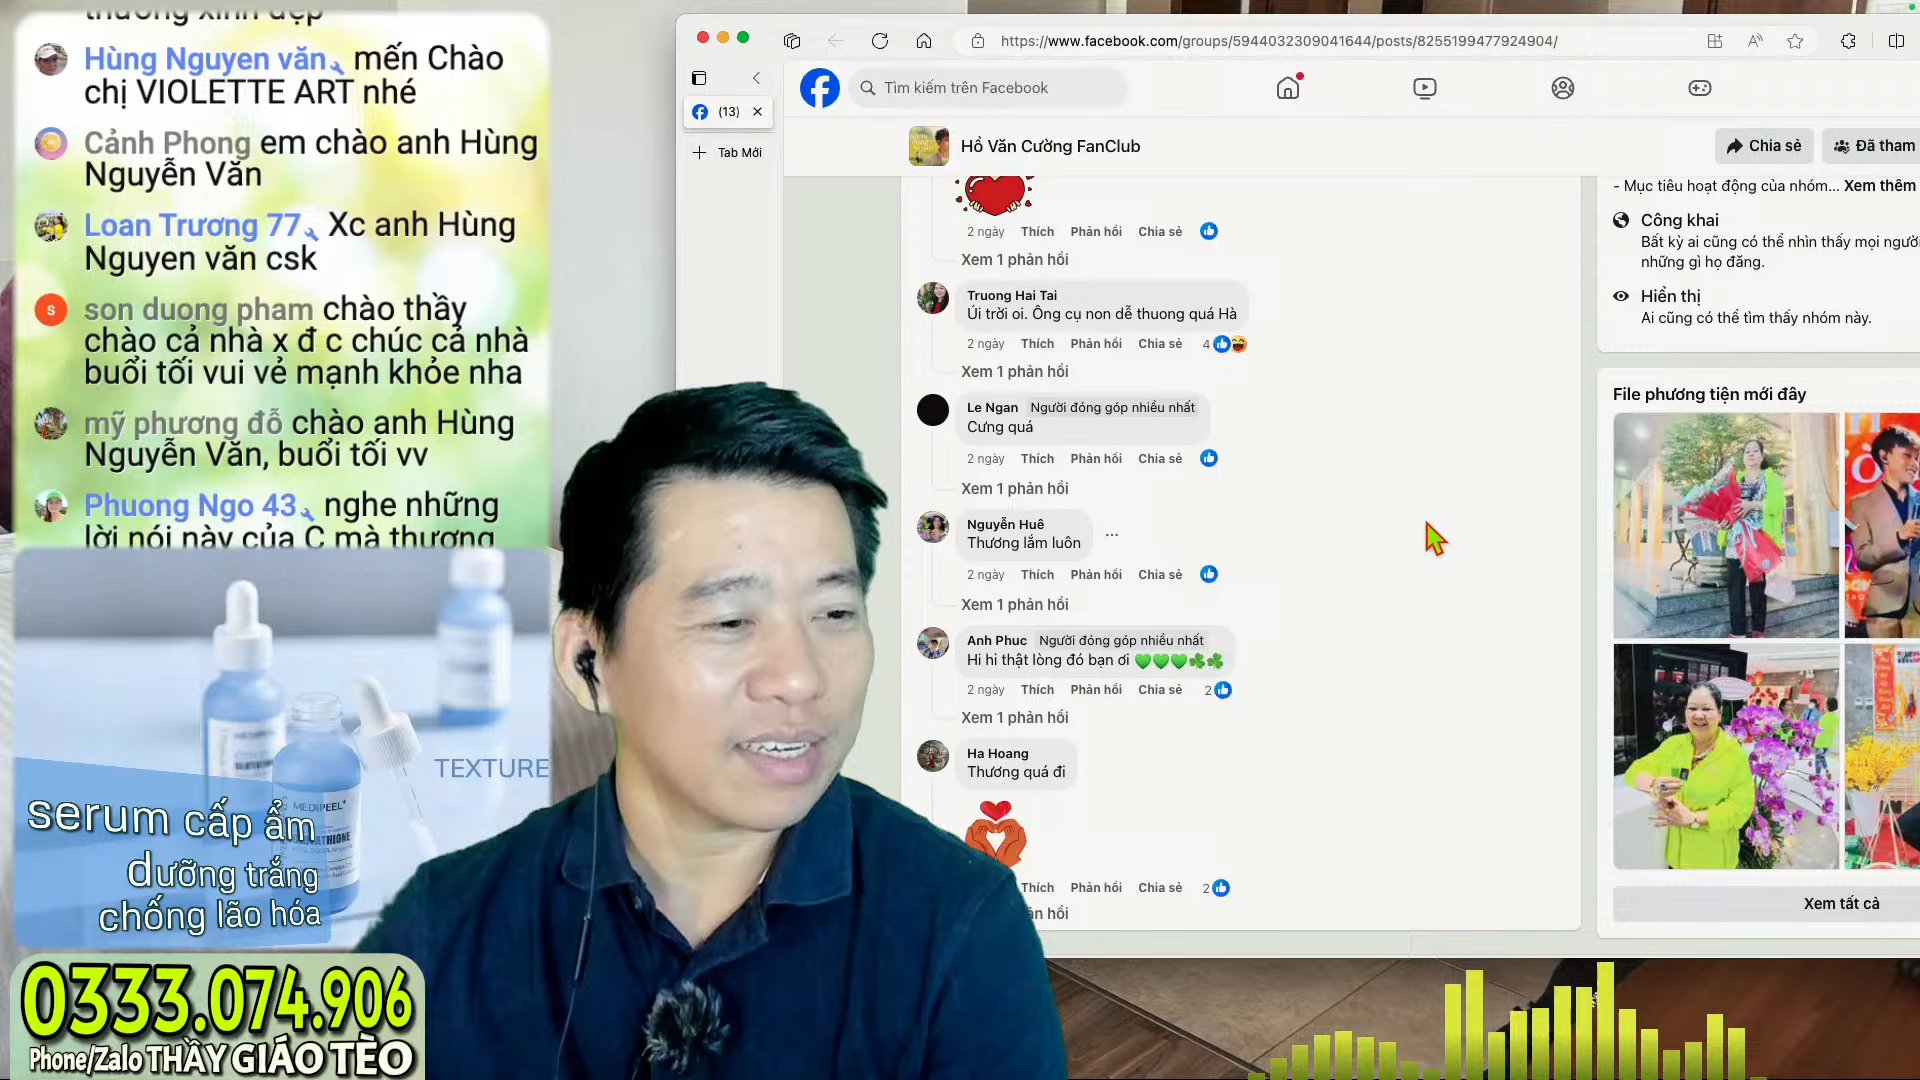 thương xinh đẹp
Hùng Nguyen văn mến Chào
chị VIOLETTE ART nhé
Cảnh Phong em chào anh Hùng
Nguyễn Văn
Loan Trương 77 Xc anh Hùng
Nguyen văn csk
s
son duong pham chào thầy
chào cả nhà x đ c chúc cả nhà
buổi tối vui vẻ mạnh khỏe nha
mỹ phương đỗ chào anh Hùng
Nguyễn Văn, buổi tối vv
Phuong Ngo 43 nghe những
lời nói này của C mà thương
TEXTURE
MEDIPEEL+
serum cấp ẩm
dưỡng trắng
chống lão hóa
0333.074.906
Phone/Zalo THẦY GIÁO TÈO
https://www.facebook.com/groups/5944032309041644/posts/8255199477924904/
(13)
Tab Mới
Tìm kiếm trên Facebook
Hồ Văn Cường FanClub
Chia sẻ
Đã tham
2 ngày Thích Phản hồi Chia sẻ
Xem 1 phản hồi
Truong Hai Tai
Úi trời oi. Ông cụ non dễ thuong quá Hà
2 ngày Thích Phản hồi Chia sẻ 4
Xem 1 phản hồi
Le Ngan Người đóng góp nhiều nhất
Cưng quá
2 ngày Thích Phản hồi Chia sẻ
Xem 1 phản hồi
Nguyễn Huê
Thương lắm luôn
2 ngày Thích Phản hồi Chia sẻ
Xem 1 phản hồi
Anh Phuc Người đóng góp nhiều nhất
Hi hi thật lòng đó bạn ơi
2 ngày Thích Phản hồi Chia sẻ 2
Xem 1 phản hồi
Ha Hoang
Thương quá đi
Thích Phản hồi Chia sẻ 2
hồi
- Mục tiêu hoạt động của nhóm... Xem thêm
Công khai
Bất kỳ ai cũng có thể nhìn thấy mọi người
những gì họ đăng.
Hiển thị
Ai cũng có thể tìm thấy nhóm này.
File phương tiện mới đây
Xem tất cả